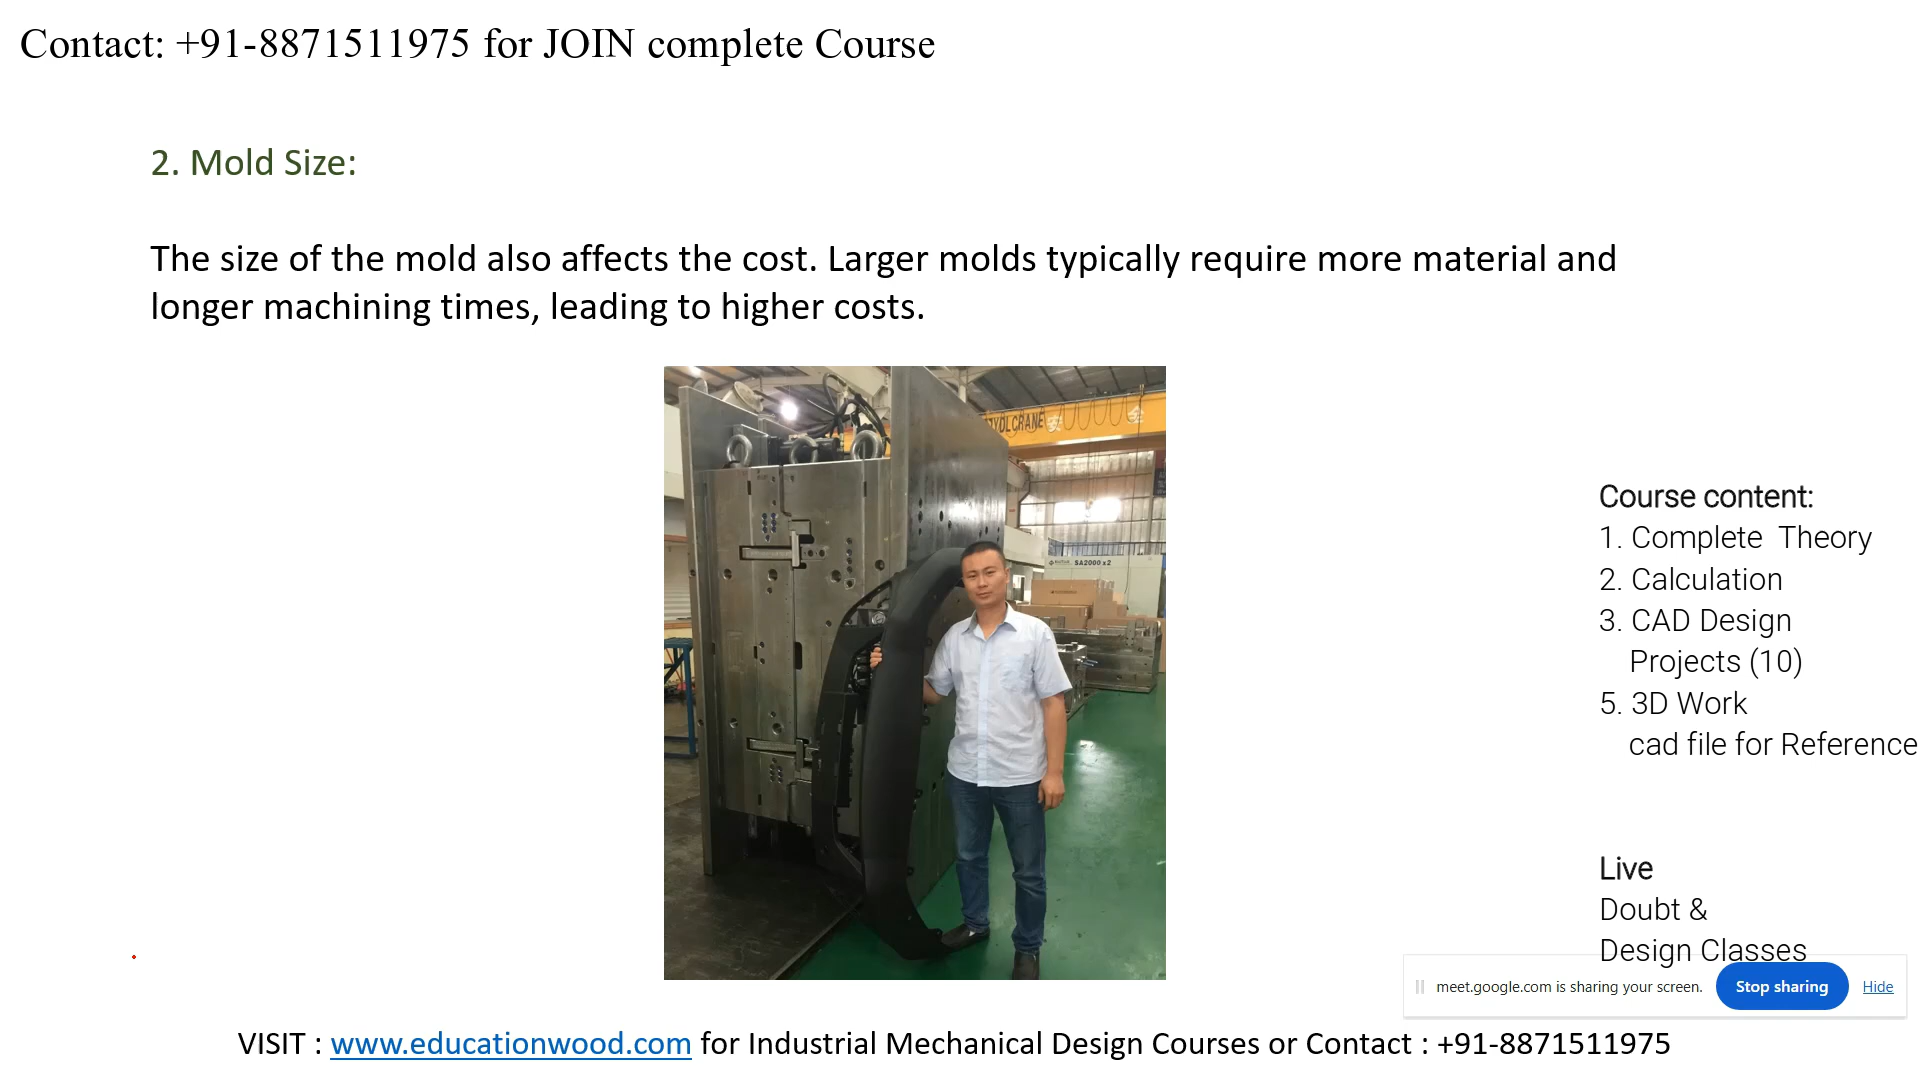 Contact: +91-8871511975 for JOIN complete Course
2. Mold Size:
The size of the mold also affects the cost. Larger molds typically require more material and
longer machining times, leading to higher costs.
SA2000 x2
Course content:
1. Complete Theory
2. Calculation
3. CAD Design
Projects (10)
5. 3D Work
cad file for Reference
Live
Doubt &
Design Classes
meet.google.com is sharing your screen.
Stop sharing
Hide
VISIT : www.educationwood.com for Industrial Mechanical Design Courses or Contact : +91-8871511975